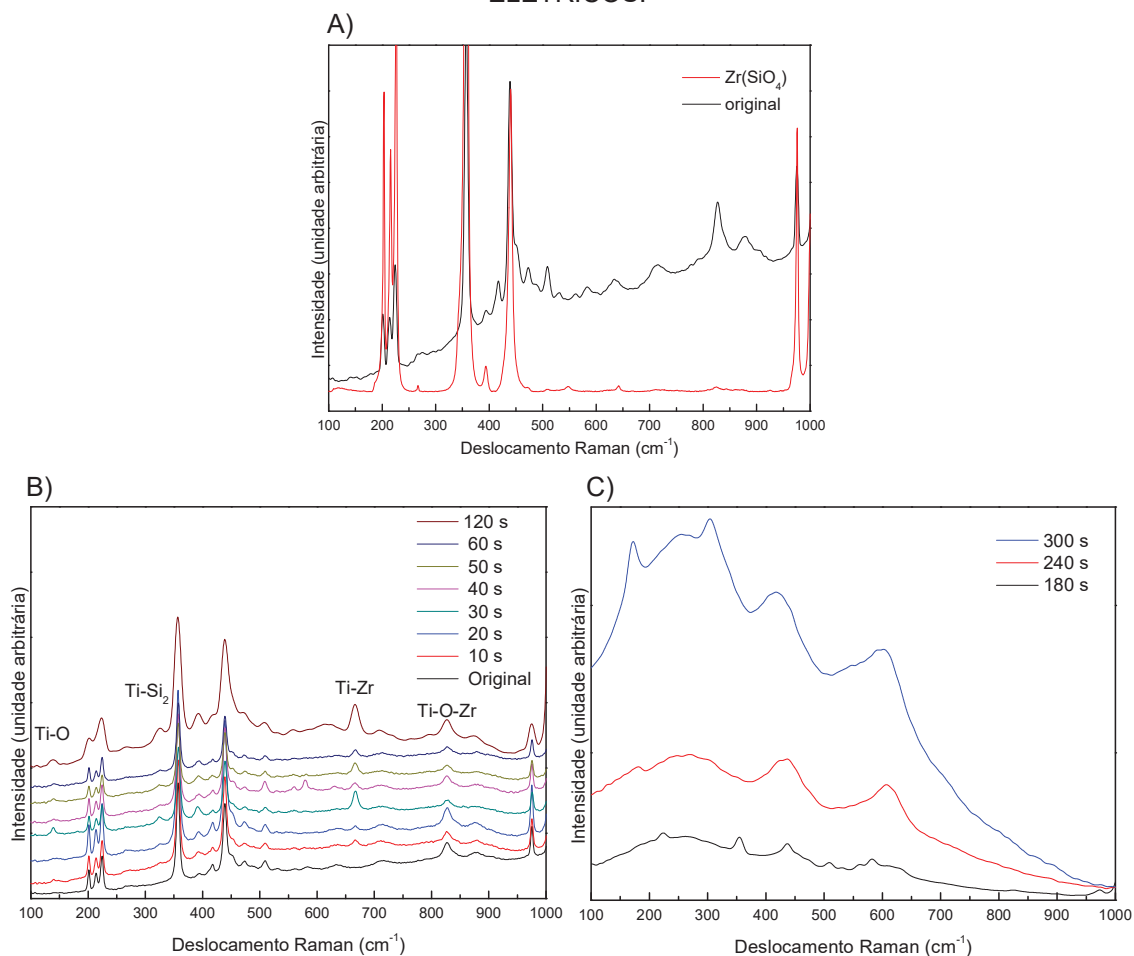 A)
Zr(SiO₄)
original
Intensidade (unidade arbitrária)
100 200 300 400 500 600 700 800 900 1000
Deslocamento Raman (cm⁻¹)
B)
120 s
60 s
50 s
40 s
30 s
20 s
10 s
Original
Ti-O
Ti-Si₂
Ti-Zr
Ti-O-Zr
Intensidade (unidade arbitrária)
100 200 300 400 500 600 700 800 900 1000
Deslocamento Raman (cm⁻¹)
C)
300 s
240 s
180 s
Intensidade (unidade arbitrária)
100 200 300 400 500 600 700 800 900 1000
Deslocamento Raman (cm⁻¹)